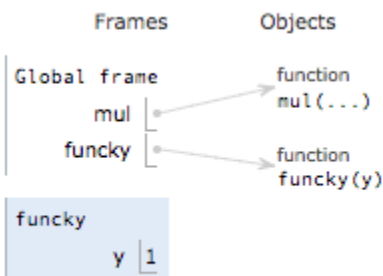 Frames Objects
Global frame
mul
funcky
function
mul(...)
function
funcky(y)
funcky
y 1